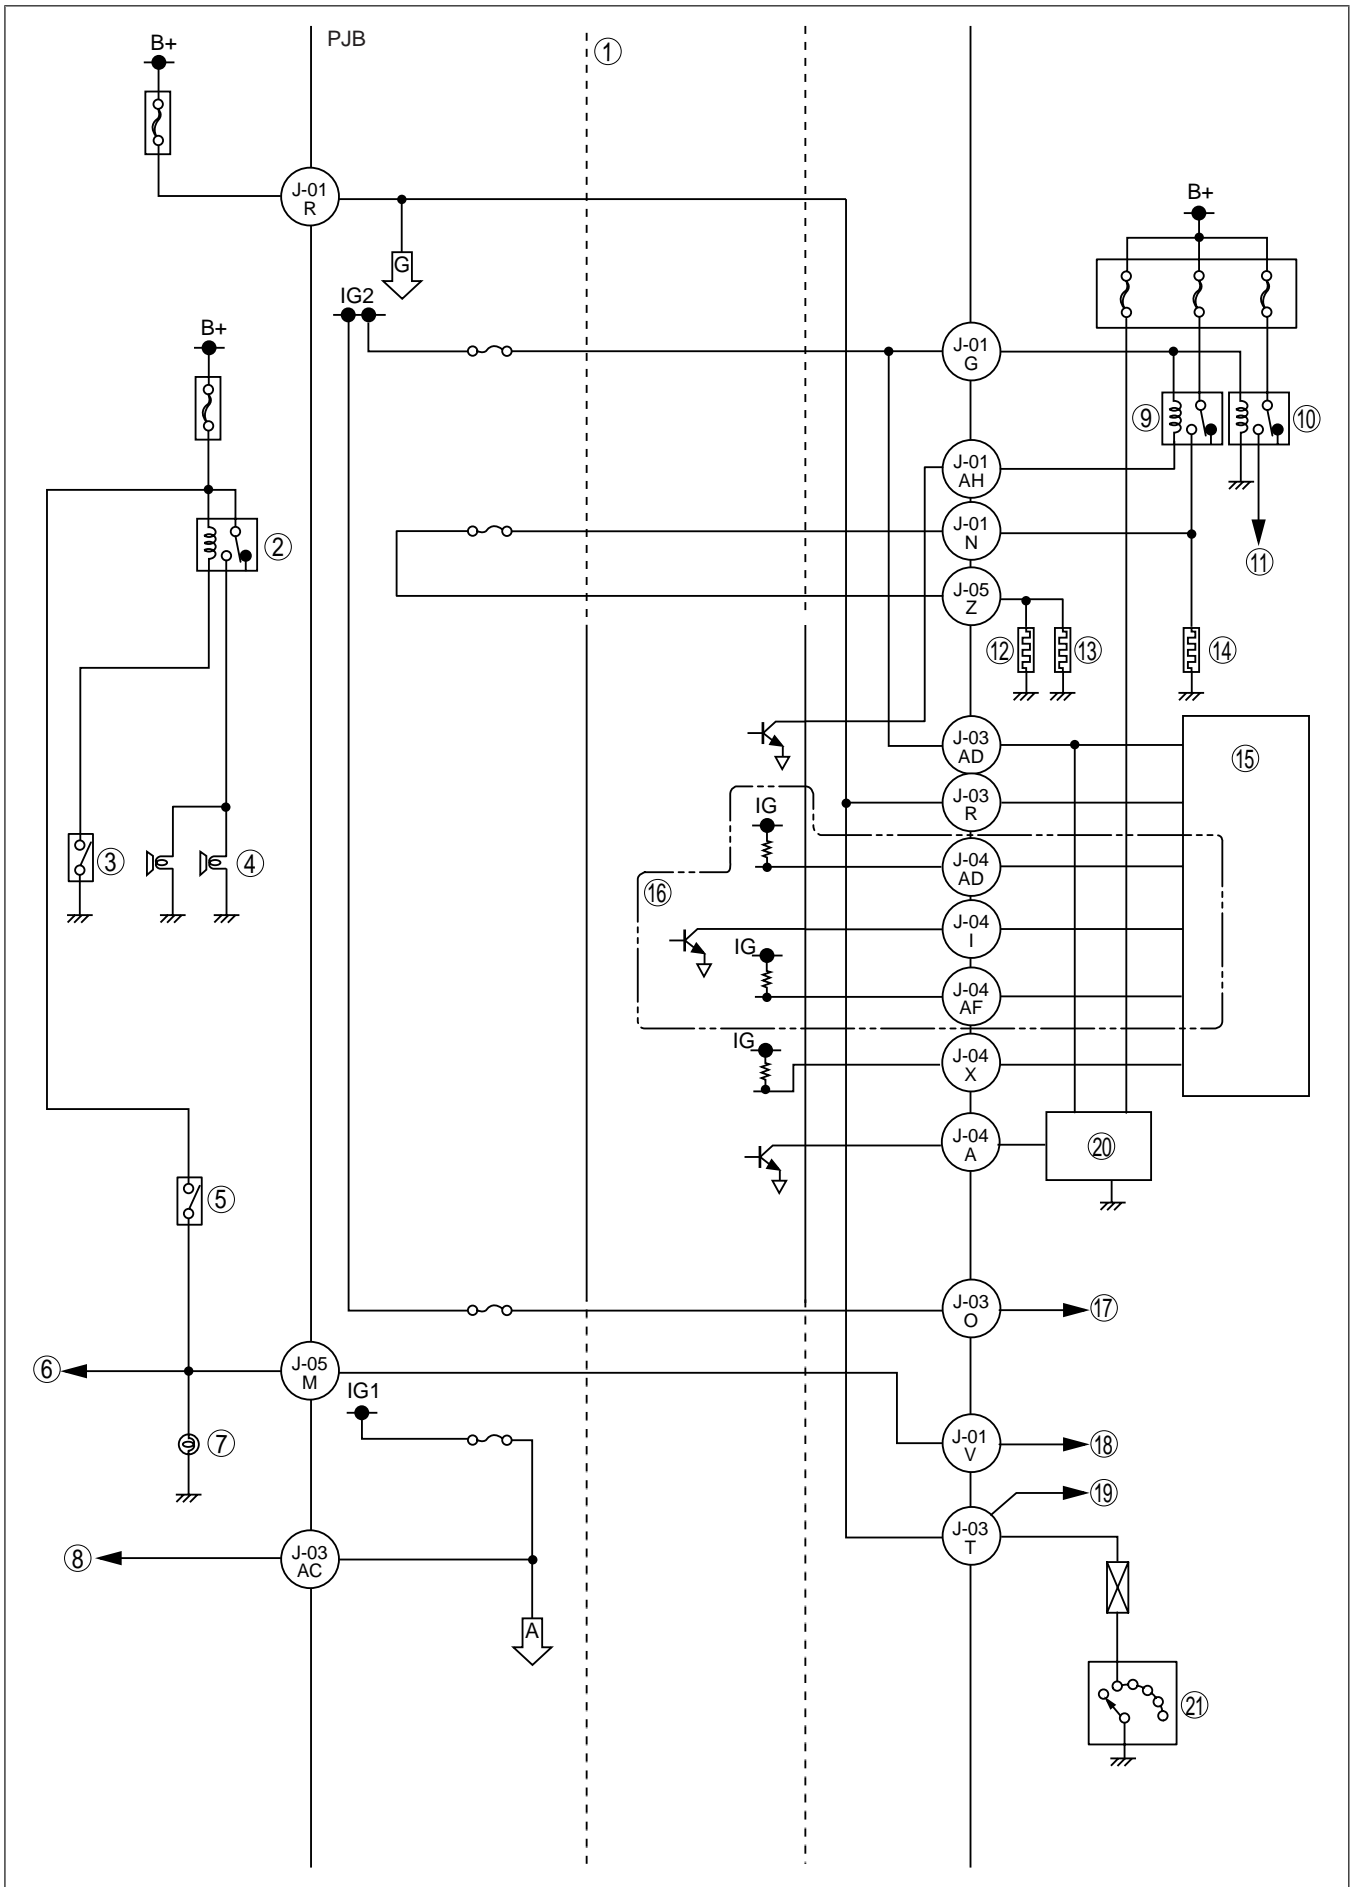 B+
PJB
①
J-01
R
B+
G
IG2
B+
J-01
G
⑨
⑩
J-01
AH
②
J-01
N
⑪
J-05
Z
⑫
⑬
⑭
J-03
AD
⑮
J-03
R
IG
③
④
J-04
AD
⑯
J-04
I
IG
J-04
AF
IG
J-04
X
J-04
A
⑳
⑤
J-03
O
⑰
⑥
J-05
M
IG1
⑦
J-01
V
⑱
⑲
J-03
T
⑧
J-03
AC
A
㉑